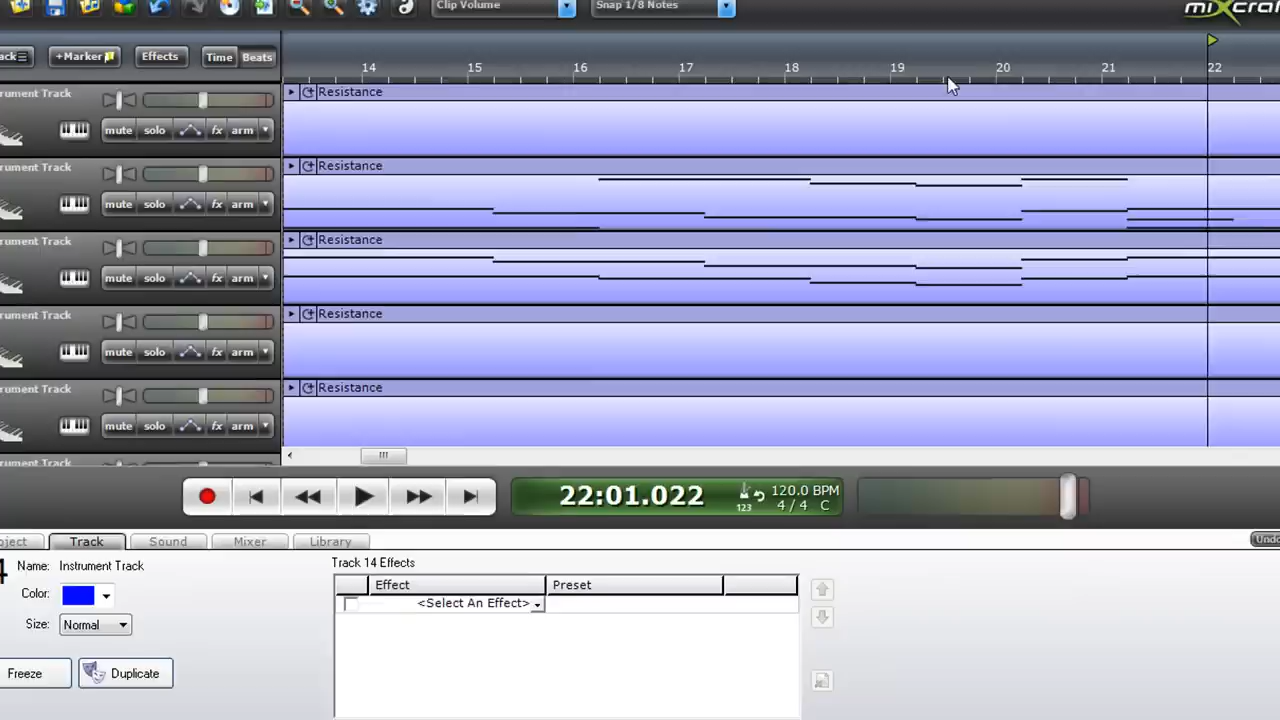 Clip Volume
Snap 1/8 Notes
mixcra
ack
+Marker
Effects
Time
Beats
14 15 16 17 18 19 20 21 22
rument Track
Resistance
mute solo fx arm
rument Track
Resistance
mute solo fx arm
rument Track
Resistance
mute solo fx arm
rument Track
Resistance
mute solo fx arm
rument Track
Resistance
mute solo fx arm
rument Track
22:01.022
123
120.0 BPM
4 / 4 C
oject
Track
Sound
Mixer
Library
Undo
4
Name: Instrument Track
Color:
Size: Normal
Freeze
Duplicate
Track 14 Effects
Effect Preset
<Select An Effect>